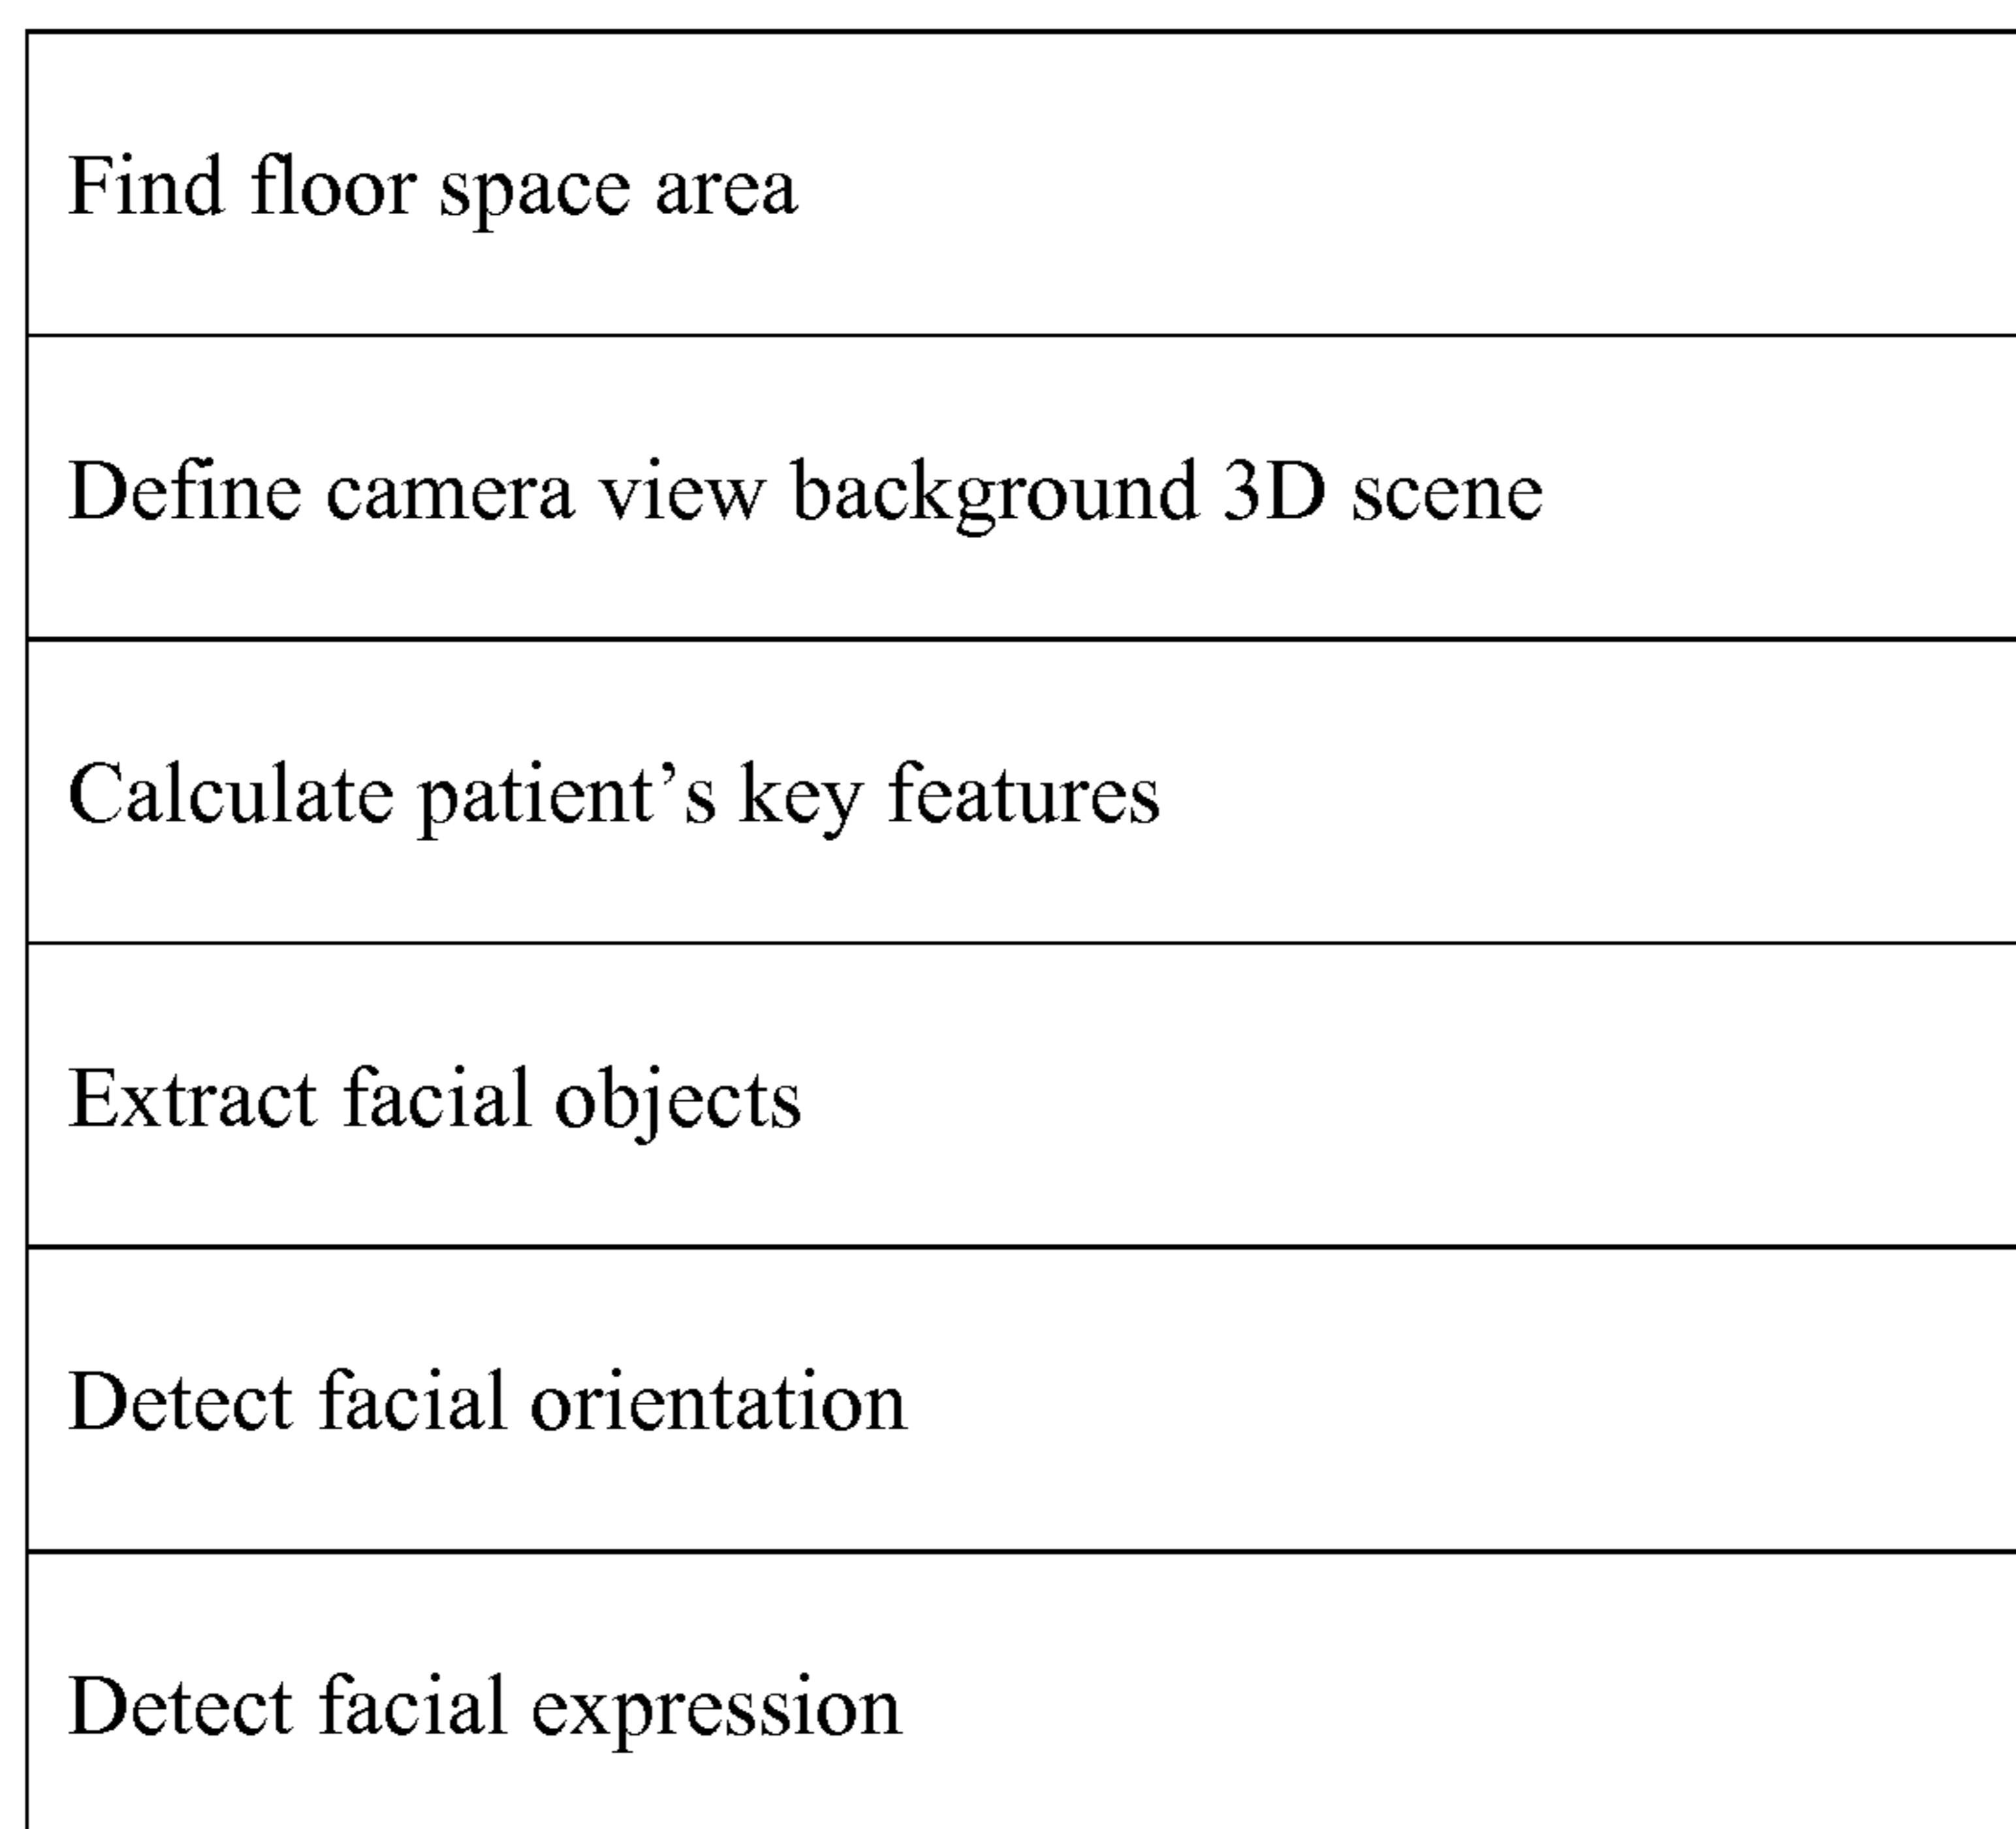 Find floor space area
Define camera view background 3D scene
Calculate patient’s key features
Extract facial objects
Detect facial orientation
Detect facial expression